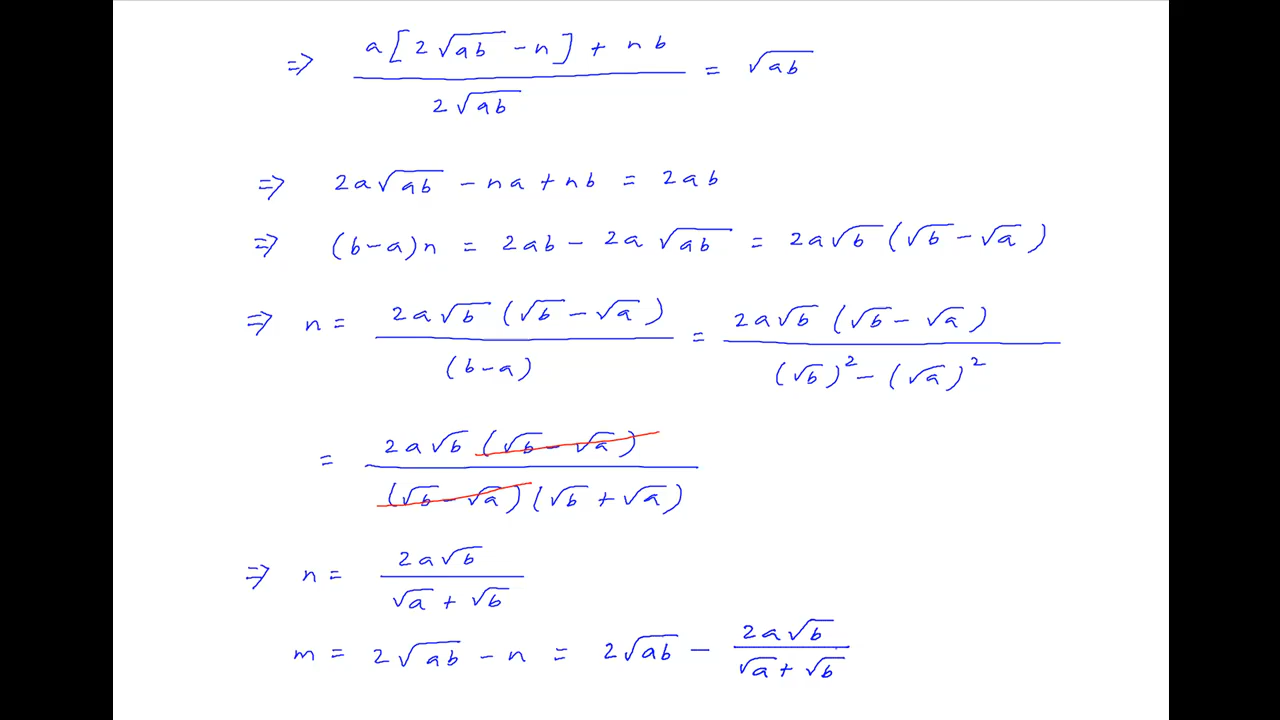 ⇒ (a[2√(ab) - n] + nb) / (2√(ab)) = √(ab)
⇒ 2a√(ab) - na + nb = 2ab
⇒ (b-a)n = 2ab - 2a√(ab) = 2a√b (√b - √a)
⇒ n = (2a√b (√b - √a)) / (b-a) = (2a√b (√b - √a)) / ((√b)² - (√a)²)
= (2a√b (√b - √a)) / ((√b - √a)(√b + √a))
⇒ n = (2a√b) / (√a + √b)
m = 2√(ab) - n = 2√(ab) - (2a√b) / (√a + √b)